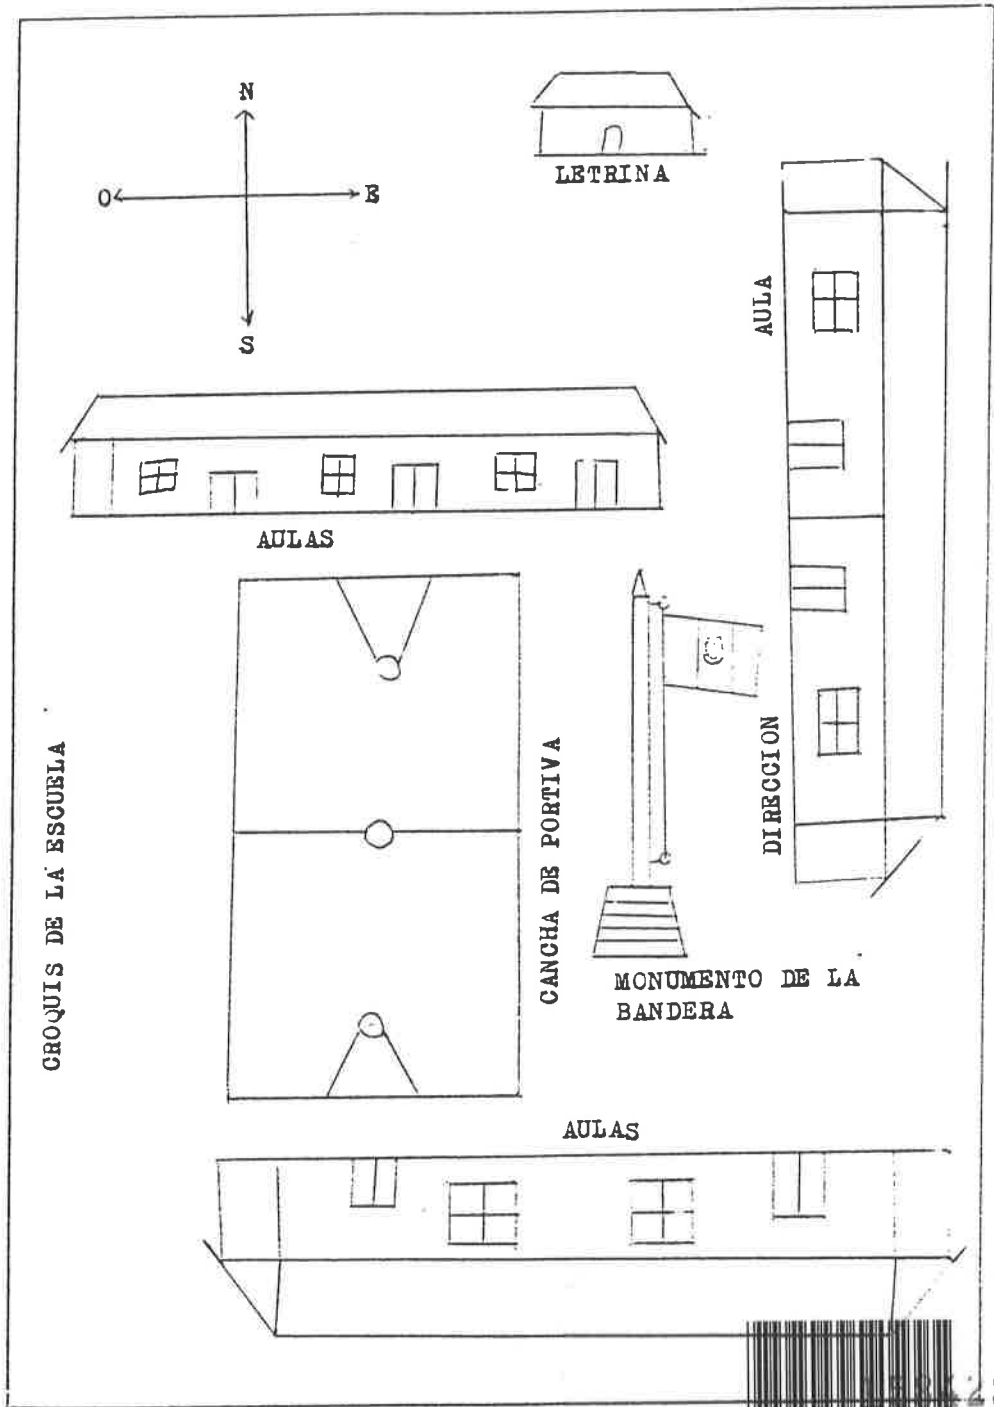 N
O
E
S
LETRINA
AULA
AULAS
CROQUIS DE LA ESCUELA
CANCHA DE PORTIVA
DIRECCION
MONUMENTO DE LA
BANDERA
AULAS